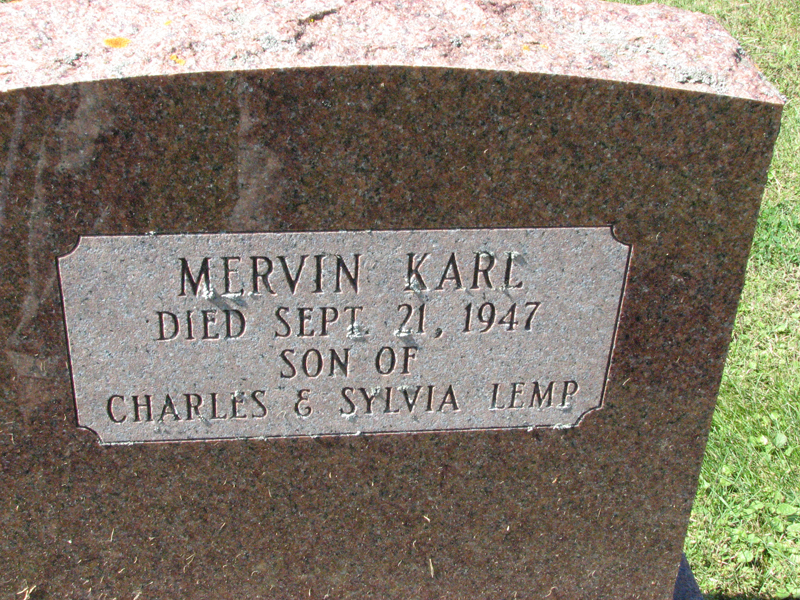 MERVIN KARL
DIED SEPT. 21, 1947
SON OF
CHARLES & SYLVIA LEMP